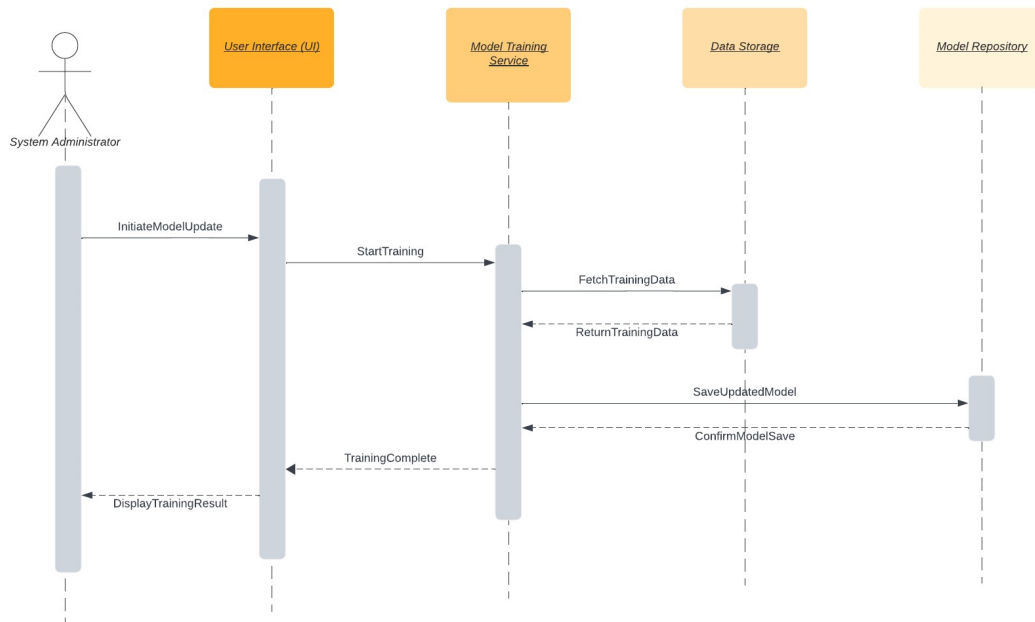 User Interface (UI)
Model Training
Service
Data Storage
Model Repository
System Administrator
InitiateModelUpdate
StartTraining
FetchTrainingData
ReturnTrainingData
SaveUpdatedModel
ConfirmModelSave
TrainingComplete
DisplayTrainingResult